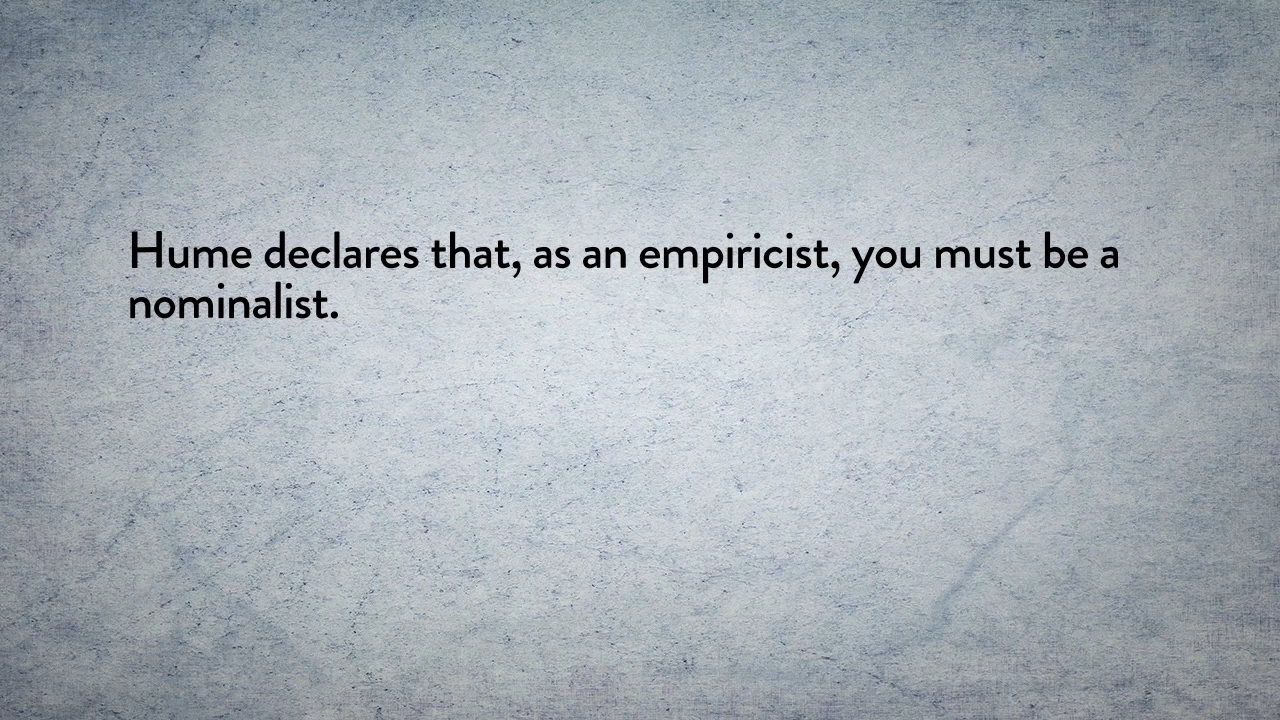 Hume declares that, as an empiricist, you must be a
nominalist.